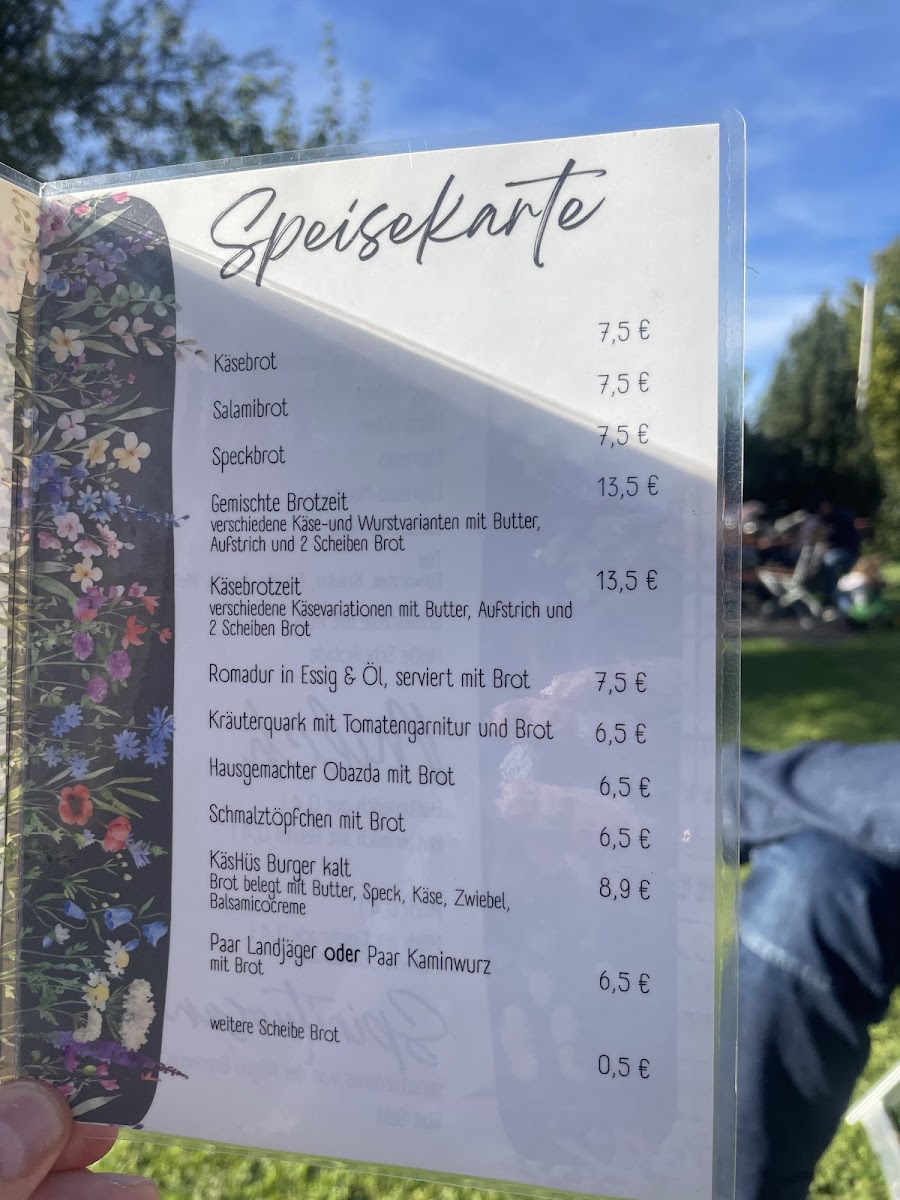 Speisekarte
Käsebrot 7,5 €
Salamibrot 7,5 €
Speckbrot 7,5 €
Gemischte Brotzeit 13,5 €
verschiedene Käse-und Wurstvarianten mit Butter,
Aufstrich und 2 Scheiben Brot
Käsebrotzeit 13,5 €
verschiedene Käsevariationen mit Butter, Aufstrich und
2 Scheiben Brot
Romadur in Essig & Öl, serviert mit Brot 7,5 €
Kräuterquark mit Tomatengarnitur und Brot 6,5 €
Hausgemachter Obazda mit Brot 6,5 €
Schmalztöpfchen mit Brot 6,5 €
KäsHüs Burger kalt 8,9 €
Brot belegt mit Butter, Speck, Käse, Zwiebel,
Balsamicocreme
Paar Landjäger oder Paar Kaminwurz 6,5 €
mit Brot
weitere Scheibe Brot 0,5 €